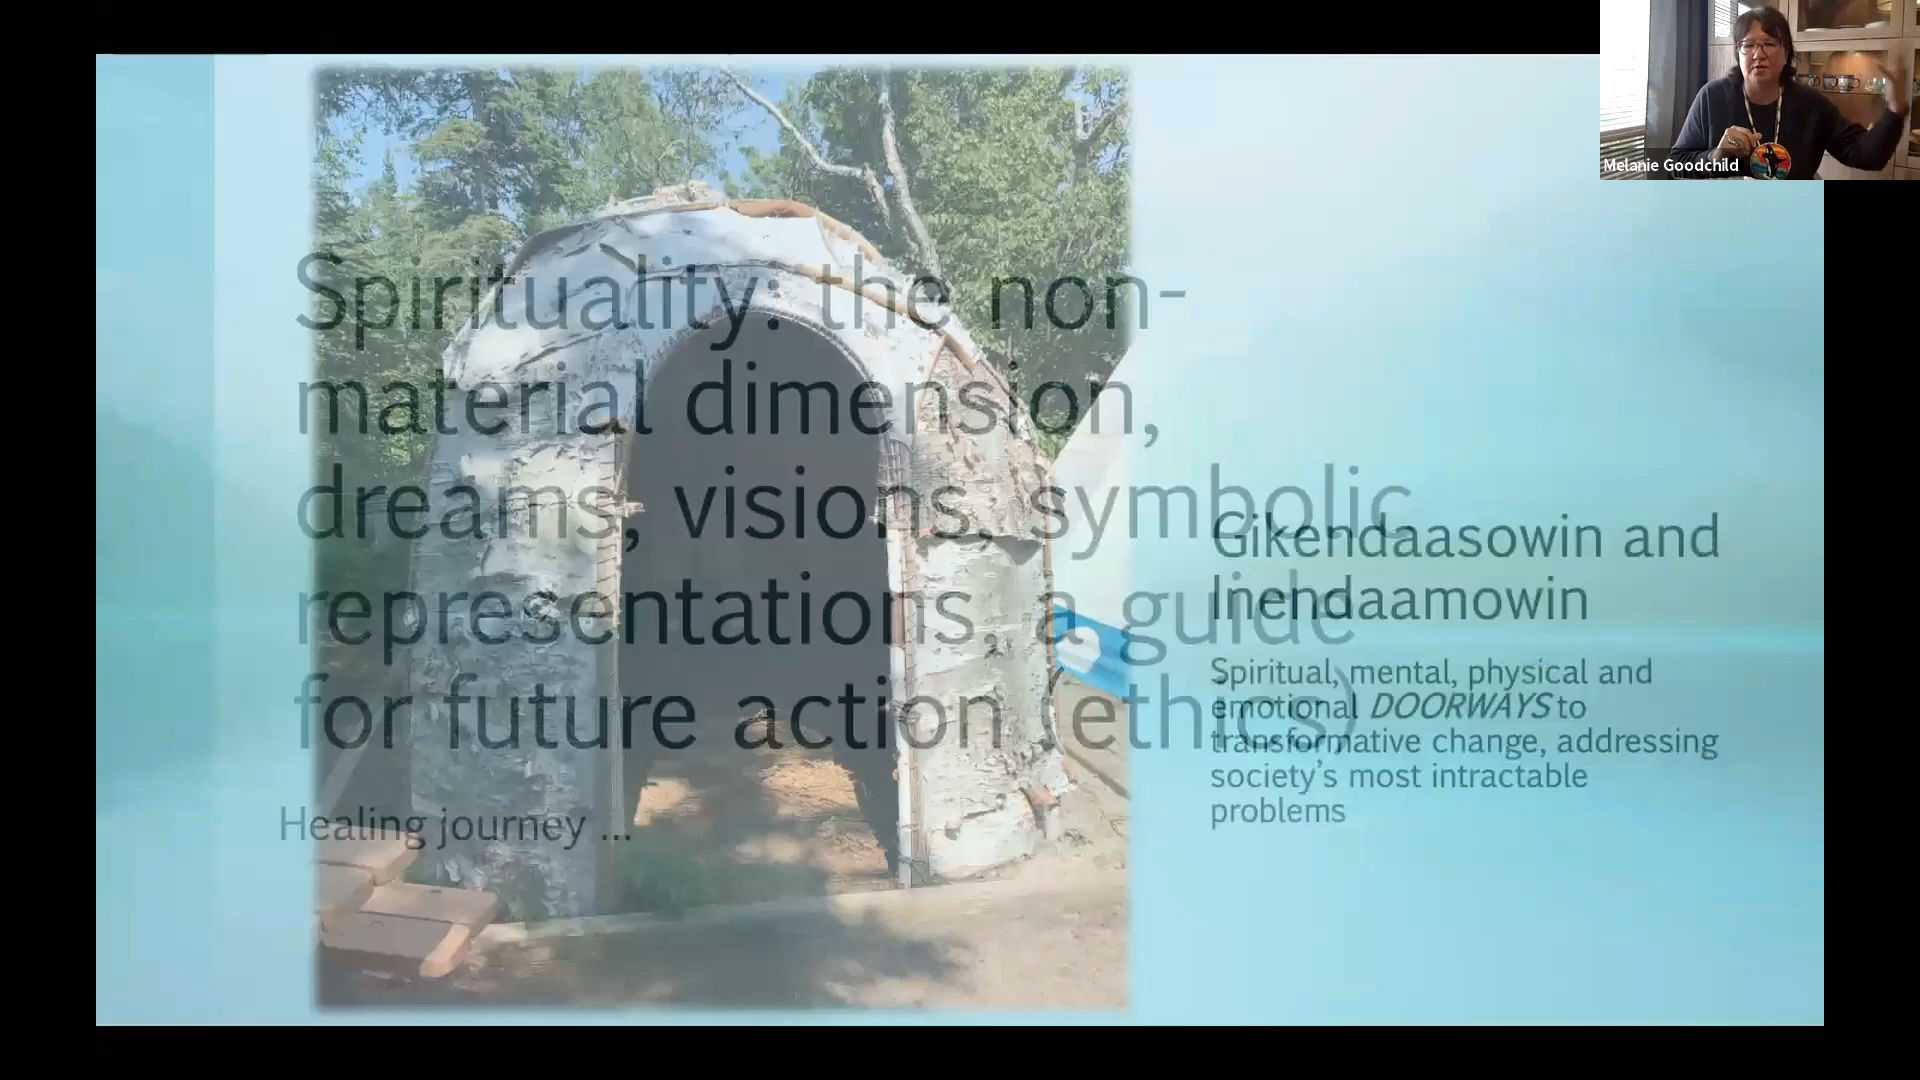 Melanie Goodchild
Spirituality: the non-
material dimension,
dreams, visions, symbolic
representations, a guide
for future action (ethics)
Healing journey ...
Gikendaasowin and
Inendaamowin
Spiritual, mental, physical and
emotional DOORWAYS to
transformative change, addressing
society's most intractable
problems